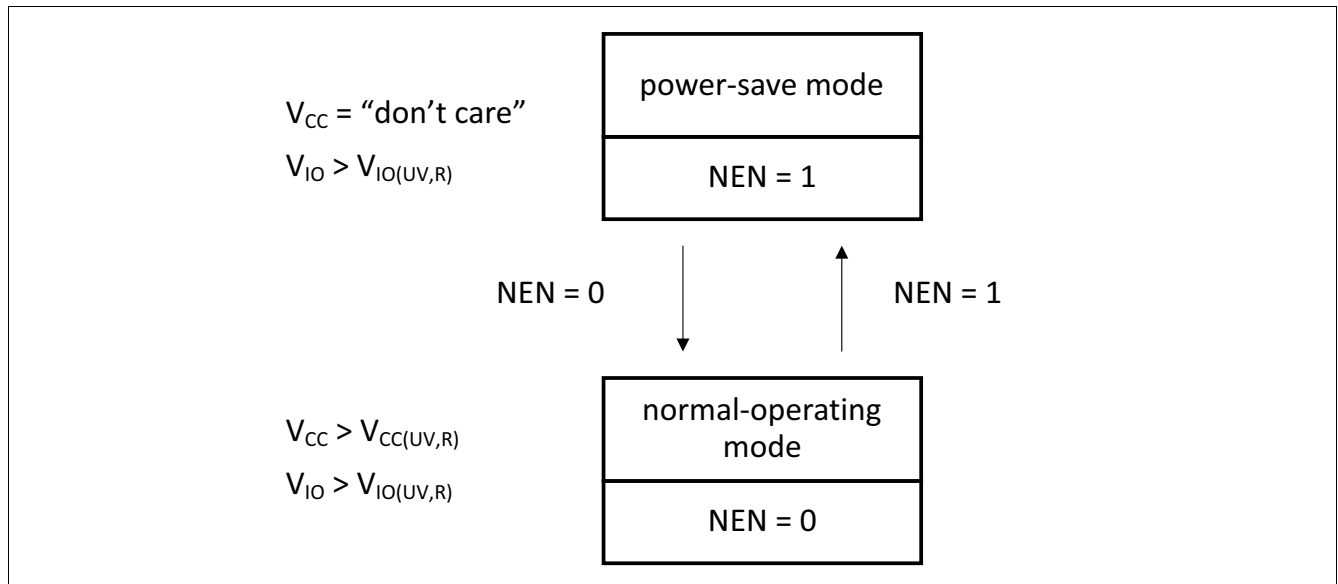 power-save mode
V_CC = “don’t care”
V_IO > V_IO(UV,R)
NEN = 1
NEN = 0
NEN = 1
normal-operating
mode
V_CC > V_CC(UV,R)
V_IO > V_IO(UV,R)
NEN = 0